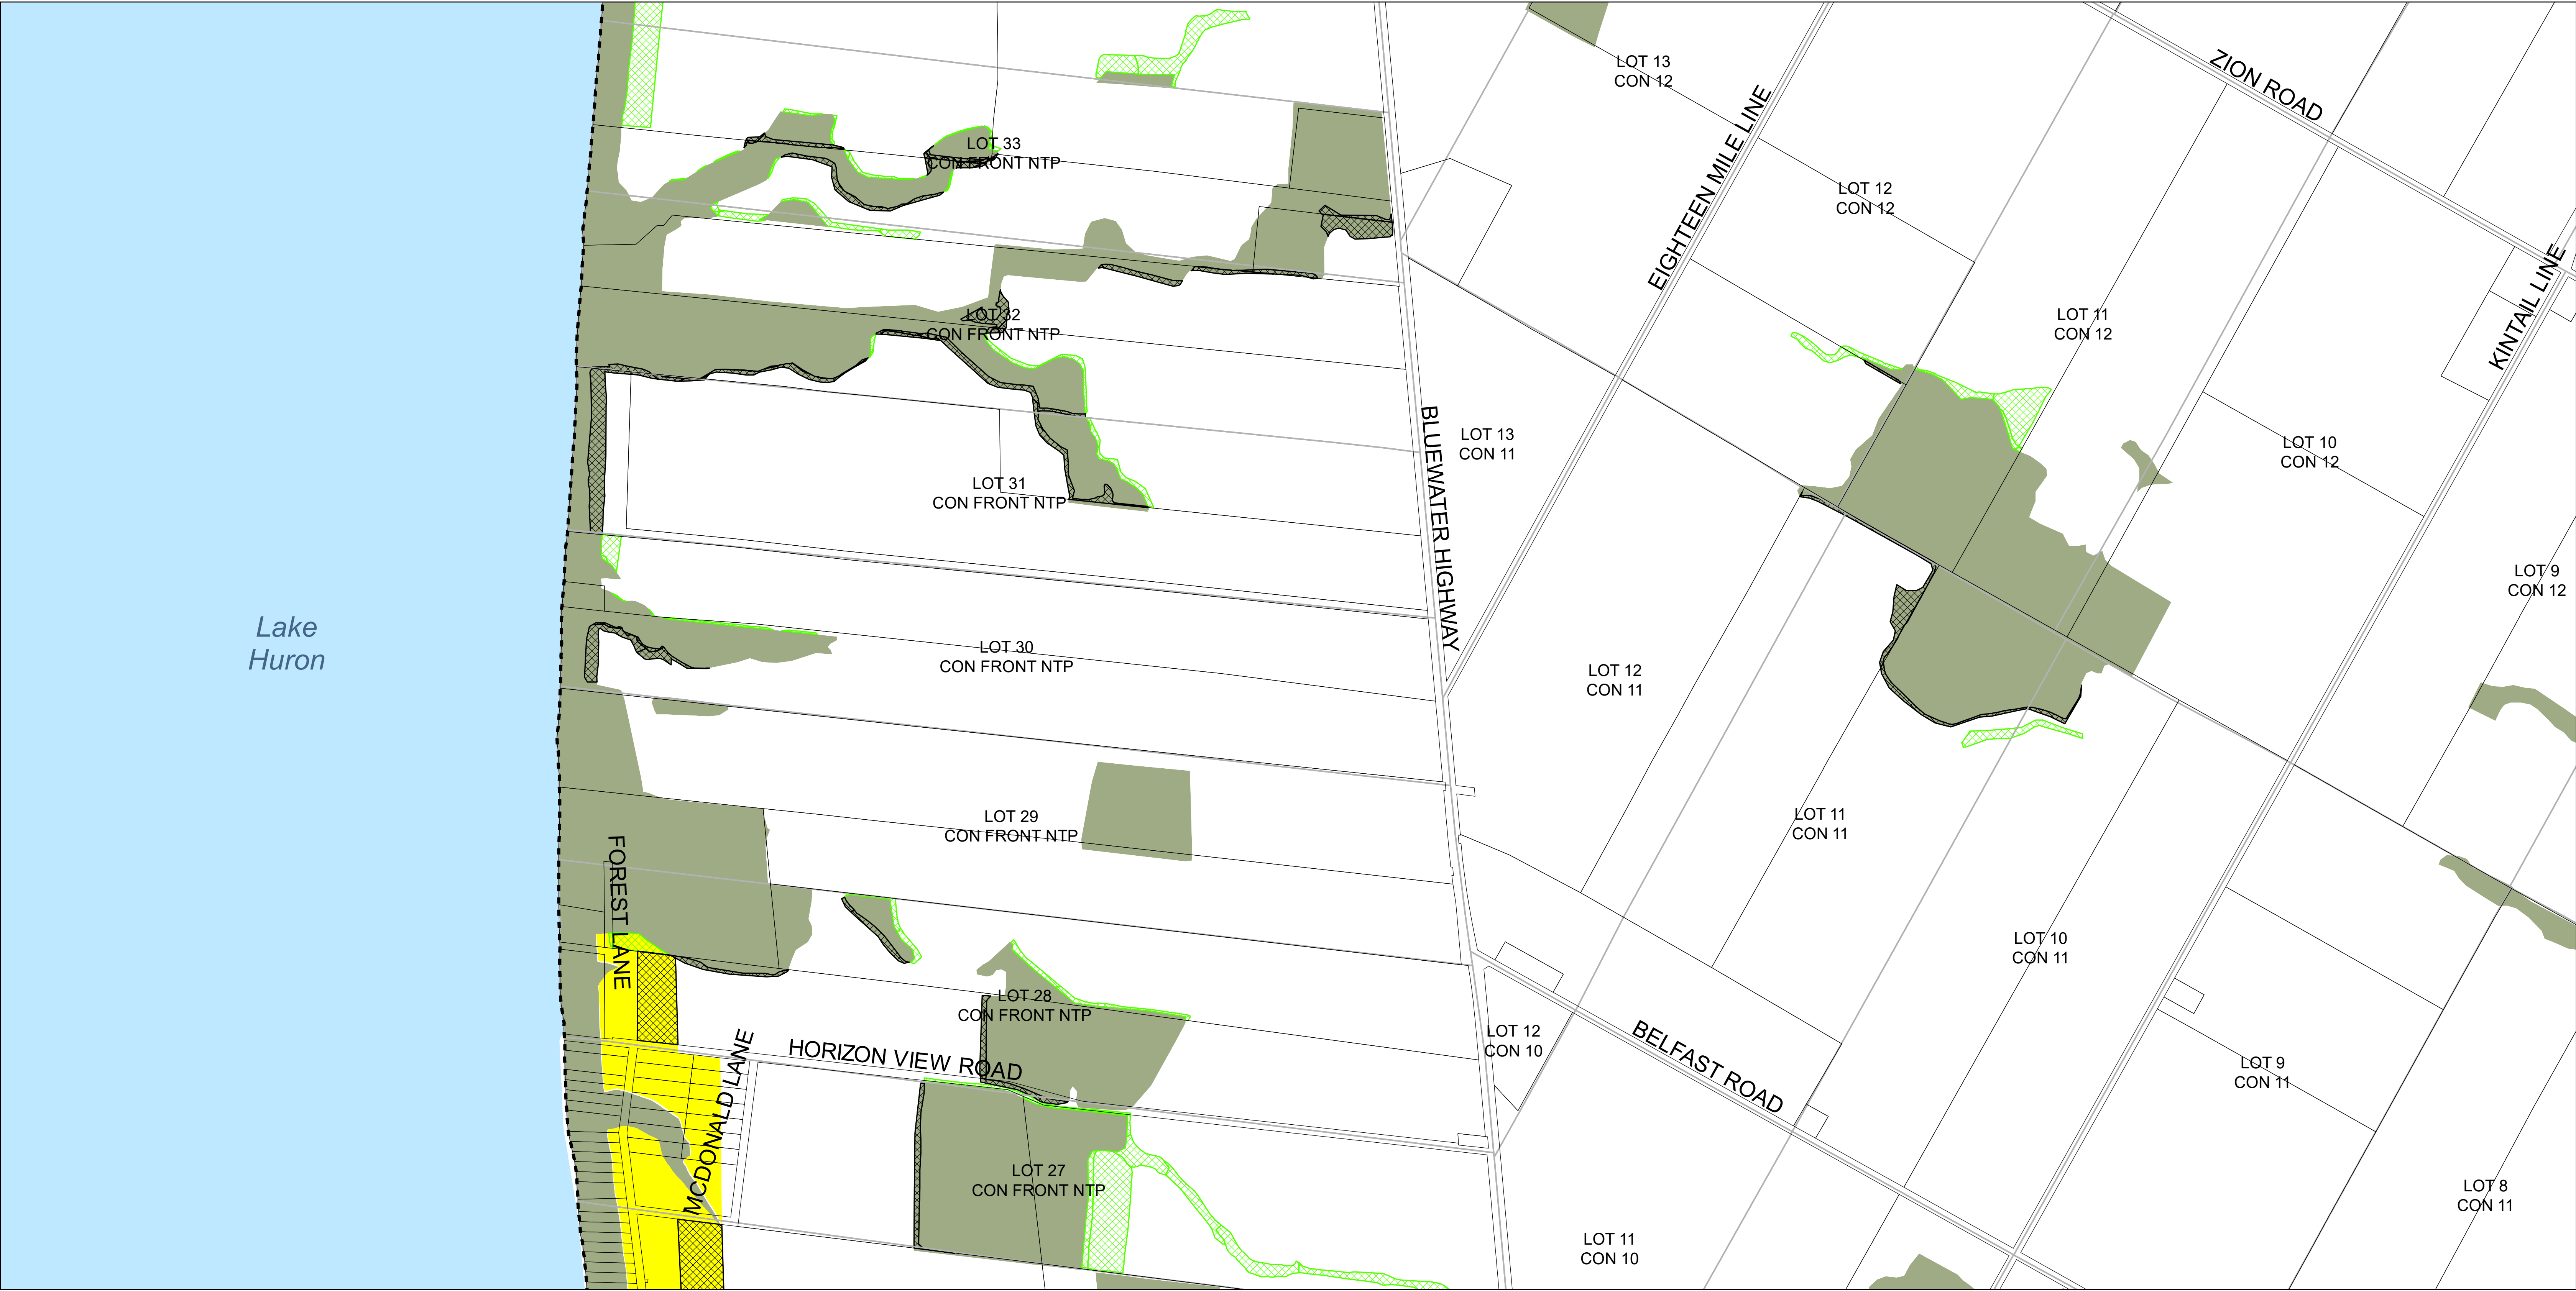 ZION ROAD
LOT 13
CON 12
EIGHTEEN MILE LINE
LOT 33
CON FRONT NTP
LOT 12
CON 12
KINTAIL LINE
LOT 32
CON FRONT NTP
LOT 11
CON 12
BLUEWATER HIGHWAY
LOT 13
CON 11
LOT 10
CON 12
LOT 31
CON FRONT NTP
LOT 9
CON 12
Lake
Huron
LOT 30
CON FRONT NTP
LOT 12
CON 11
LOT 29
CON FRONT NTP
LOT 11
CON 11
FOREST LANE
LOT 10
CON 11
LOT 28
CON FRONT NTP
HORIZON VIEW ROAD
MCDONALD LANE
LOT 12
CON 10
BELFAST ROAD
LOT 9
CON 11
LOT 27
CON FRONT NTP
LOT 8
CON 11
LOT 11
CON 10